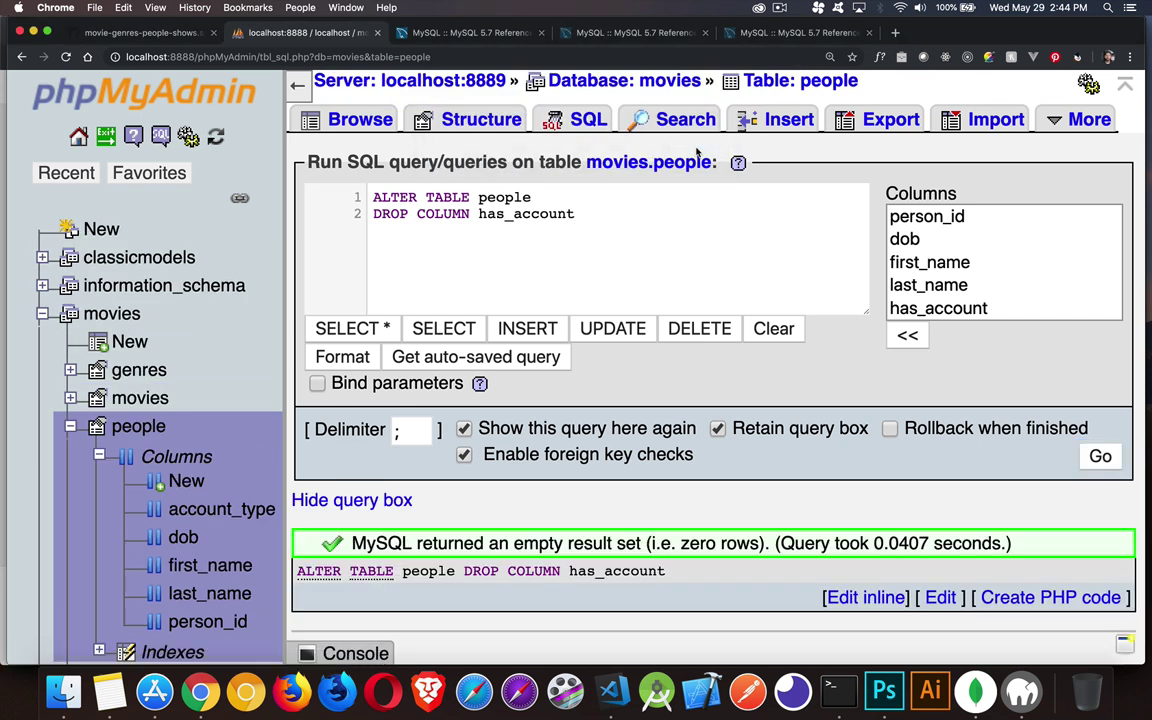 Chrome File Edit View History Bookmarks People Window Help 100% Wed May 29 2:44 PM
movie-genres-people-shows.s localhost:8888 / localhost / m MySQL :: MySQL 5.7 Referenc MySQL :: MySQL 5.7 Referenc MySQL :: MySQL 5.7 Referenc
localhost:8888/phpMyAdmin/tbl_sql.php?db=movies&table=people
phpMyAdmin
Recent Favorites
New
classicmodels
information_schema
movies
New
genres
movies
people
Columns
New
account_type
dob
first_name
last_name
person_id
Indexes
Server: localhost:8889 » Database: movies » Table: people
Browse Structure SQL Search Insert Export Import More
Run SQL query/queries on table movies.people:
1 ALTER TABLE people
2 DROP COLUMN has_account
Columns
person_id
dob
first_name
last_name
has_account
<<
SELECT * SELECT INSERT UPDATE DELETE Clear
Format Get auto-saved query
Bind parameters
[ Delimiter ; ] Show this query here again Retain query box Rollback when finished
Enable foreign key checks
Go
Hide query box
MySQL returned an empty result set (i.e. zero rows). (Query took 0.0407 seconds.)
ALTER TABLE people DROP COLUMN has_account
[Edit inline] [ Edit ] [ Create PHP code ]
Console
Ps Ai